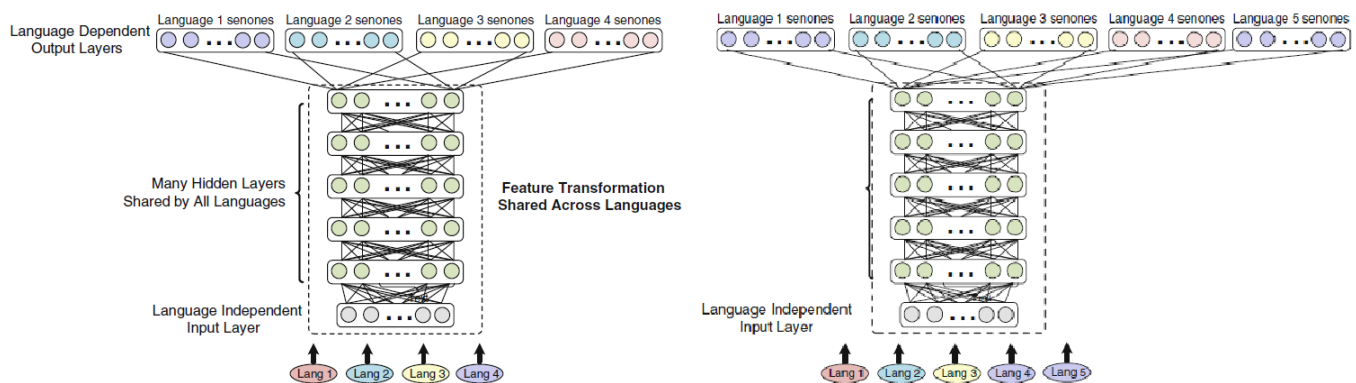 Language Dependent
Output Layers
Language 1 senones
Language 2 senones
Language 3 senones
Language 4 senones
Many Hidden Layers
Shared by All Languages
Feature Transformation
Shared Across Languages
Language Independent
Input Layer
Lang 1
Lang 2
Lang 3
Lang 4
Language 1 senones
Language 2 senones
Language 3 senones
Language 4 senones
Language 5 senones
Language Independent
Input Layer
Lang 1
Lang 2
Lang 3
Lang 4
Lang 5